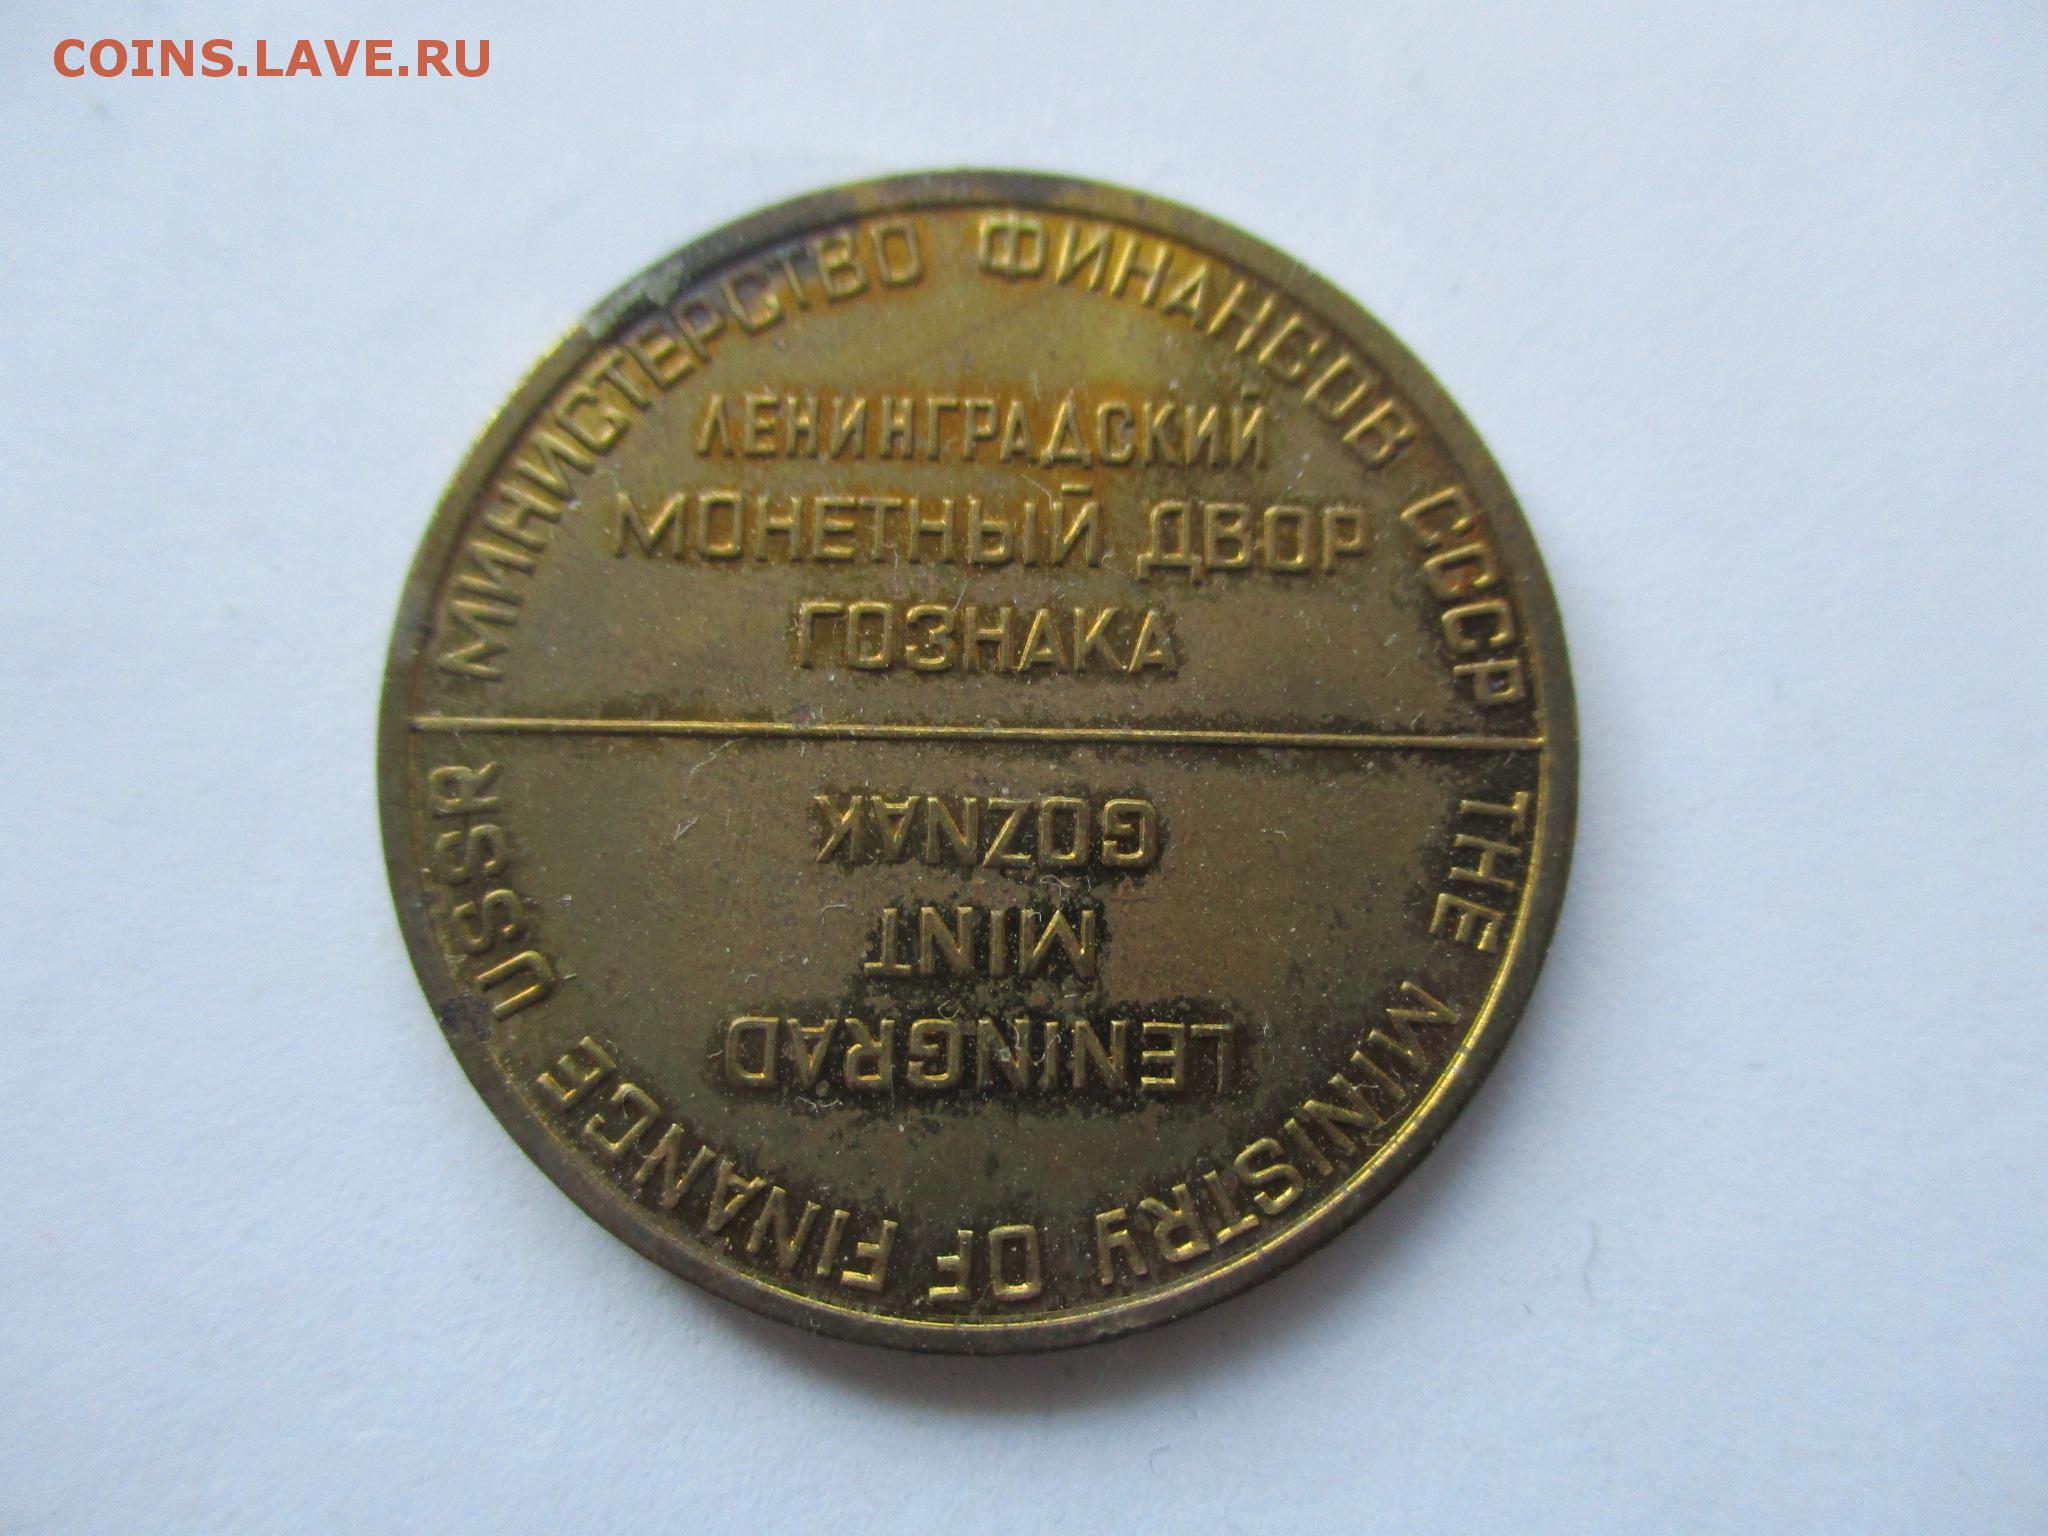 COINS.LAVE.RU
МИНИСТЕРСТВО ФИНАНСОВ СССР
ЛЕНИНГРАДСКИЙ
МОНЕТНЫЙ ДВОР
ГОЗНАКА
THE MINISTRY OF FINANCE USSR
LENINGRAD
MINT
GOZNAK